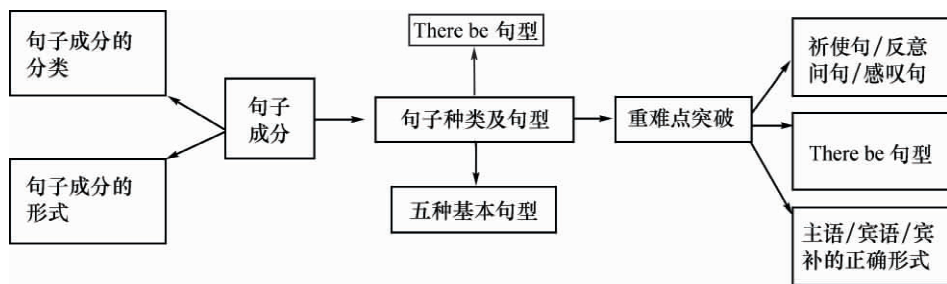 句子成分的
分类
句子成分的
形式
句子
成分
There be 句型
句子种类及句型
五种基本句型
重难点突破
祈使句/反意
问句/感叹句
There be 句型
主语/宾语/宾
补的正确形式